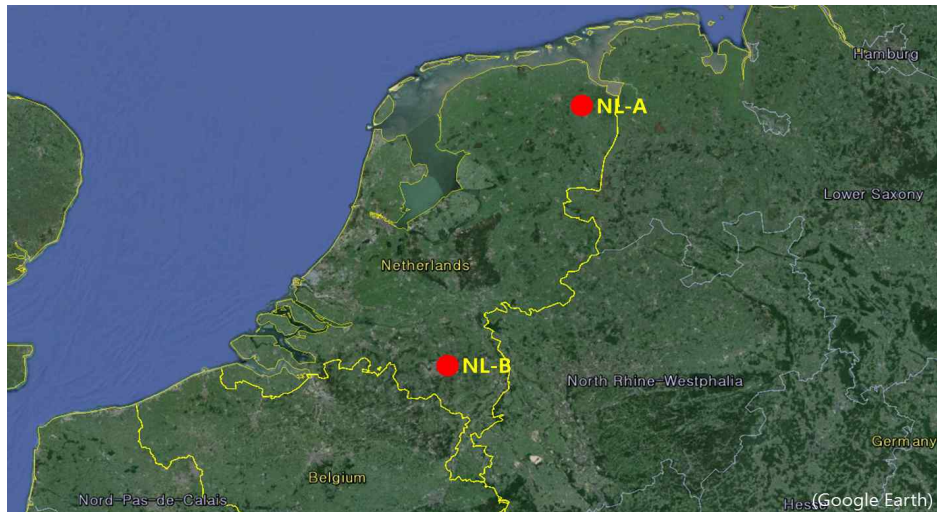 Hamburg
NL-A
Lower Saxony
Netherlands
NL-B
North Rhine-Westphalia
Germany
Belgium
Nord-Pas-de-Calais
(Google Earth)